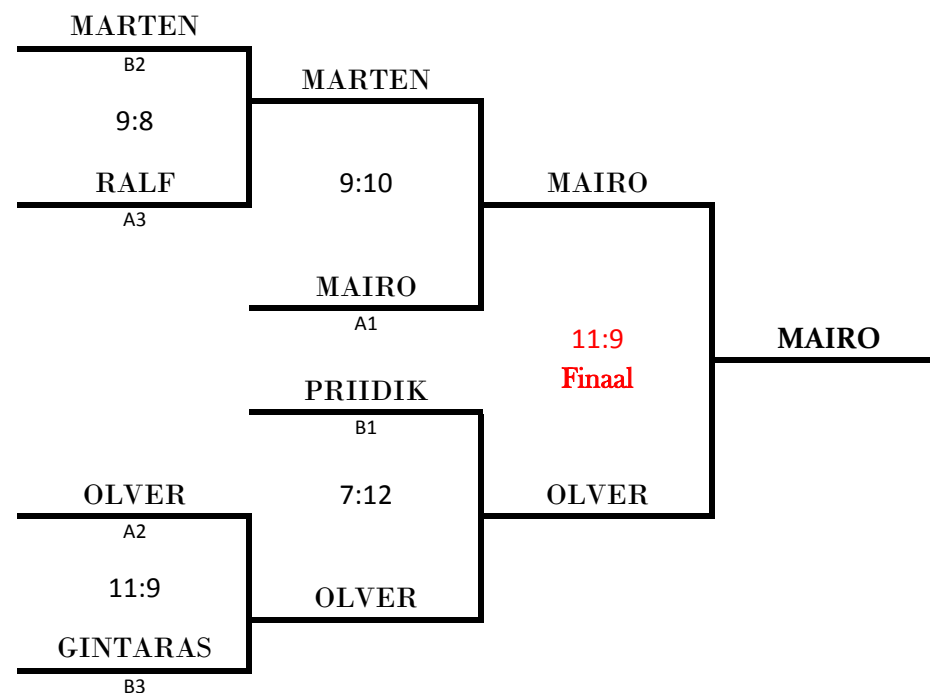 MARTEN
B2
MARTEN
9:8
RALF
9:10
MAIRO
A3
MAIRO
A1
11:9
MAIRO
Finaal
PRIIDIK
B1
OLVER
7:12
OLVER
A2
11:9
OLVER
GINTARAS
B3